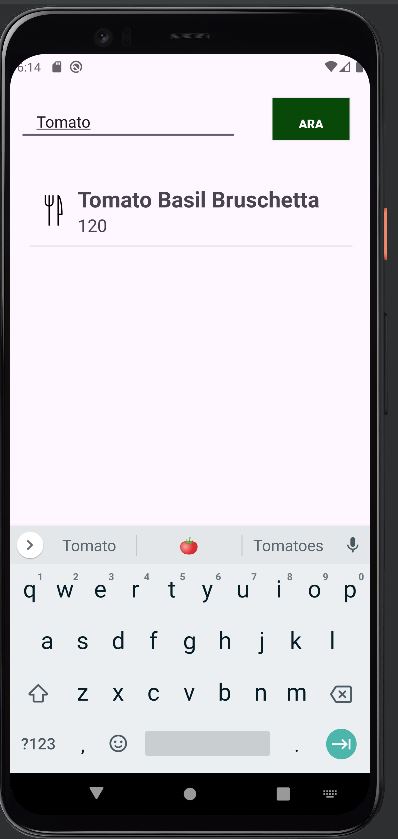 6:14
Tomato
ARA
Tomato Basil Bruschetta
120
Tomato
Tomatoes
1 2 3 4 5 6 7 8 9 0
q w e r t y u i o p
a s d f g h j k l
z x c v b n m
?123 , .